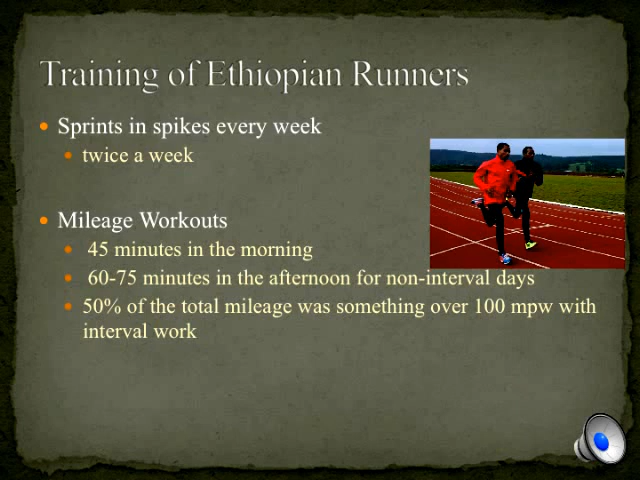 Training of Ethiopian Runners
Sprints in spikes every week
twice a week
Mileage Workouts
45 minutes in the morning
60-75 minutes in the afternoon for non-interval days
50% of the total mileage was something over 100 mpw with
interval work